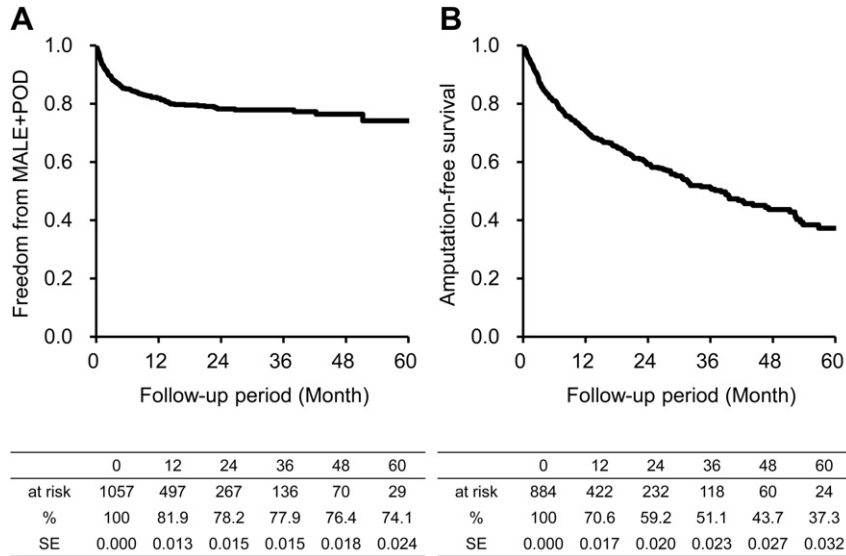 A
Freedom from MALE+POD
1.0
0.8
0.6
0.4
0.2
0.0
0 12 24 36 48 60
Follow-up period (Month)
0 12 24 36 48 60
at risk 1057 497 267 136 70 29
% 100 81.9 78.2 77.9 76.4 74.1
SE 0.000 0.013 0.015 0.015 0.018 0.024
B
Amputation-free survival
1.0
0.8
0.6
0.4
0.2
0.0
0 12 24 36 48 60
Follow-up period (Month)
0 12 24 36 48 60
at risk 884 422 232 118 60 24
% 100 70.6 59.2 51.1 43.7 37.3
SE 0.000 0.017 0.020 0.023 0.027 0.032